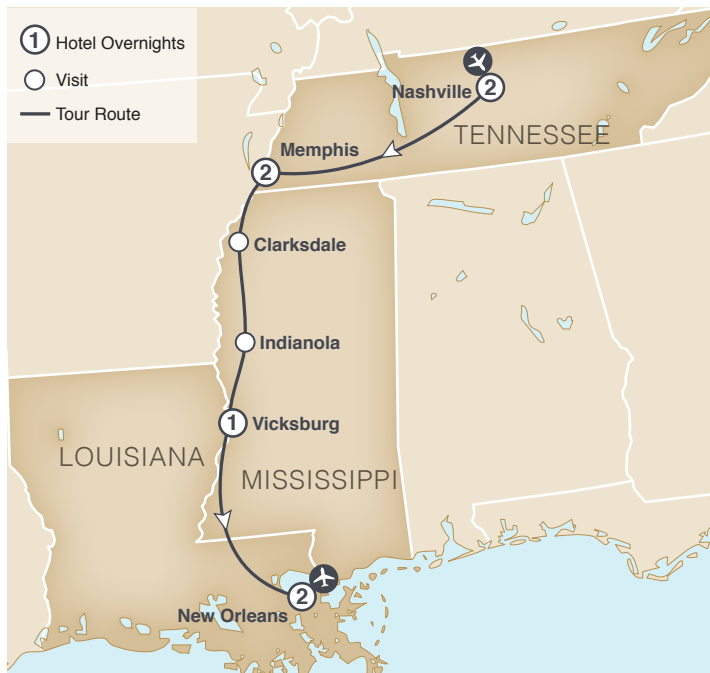 1 Hotel Overnights
Visit
Tour Route
Nashville
2
TENNESSEE
Memphis
2
Clarksdale
Indianola
1 Vicksburg
LOUISIANA
MISSISSIPPI
2
New Orleans